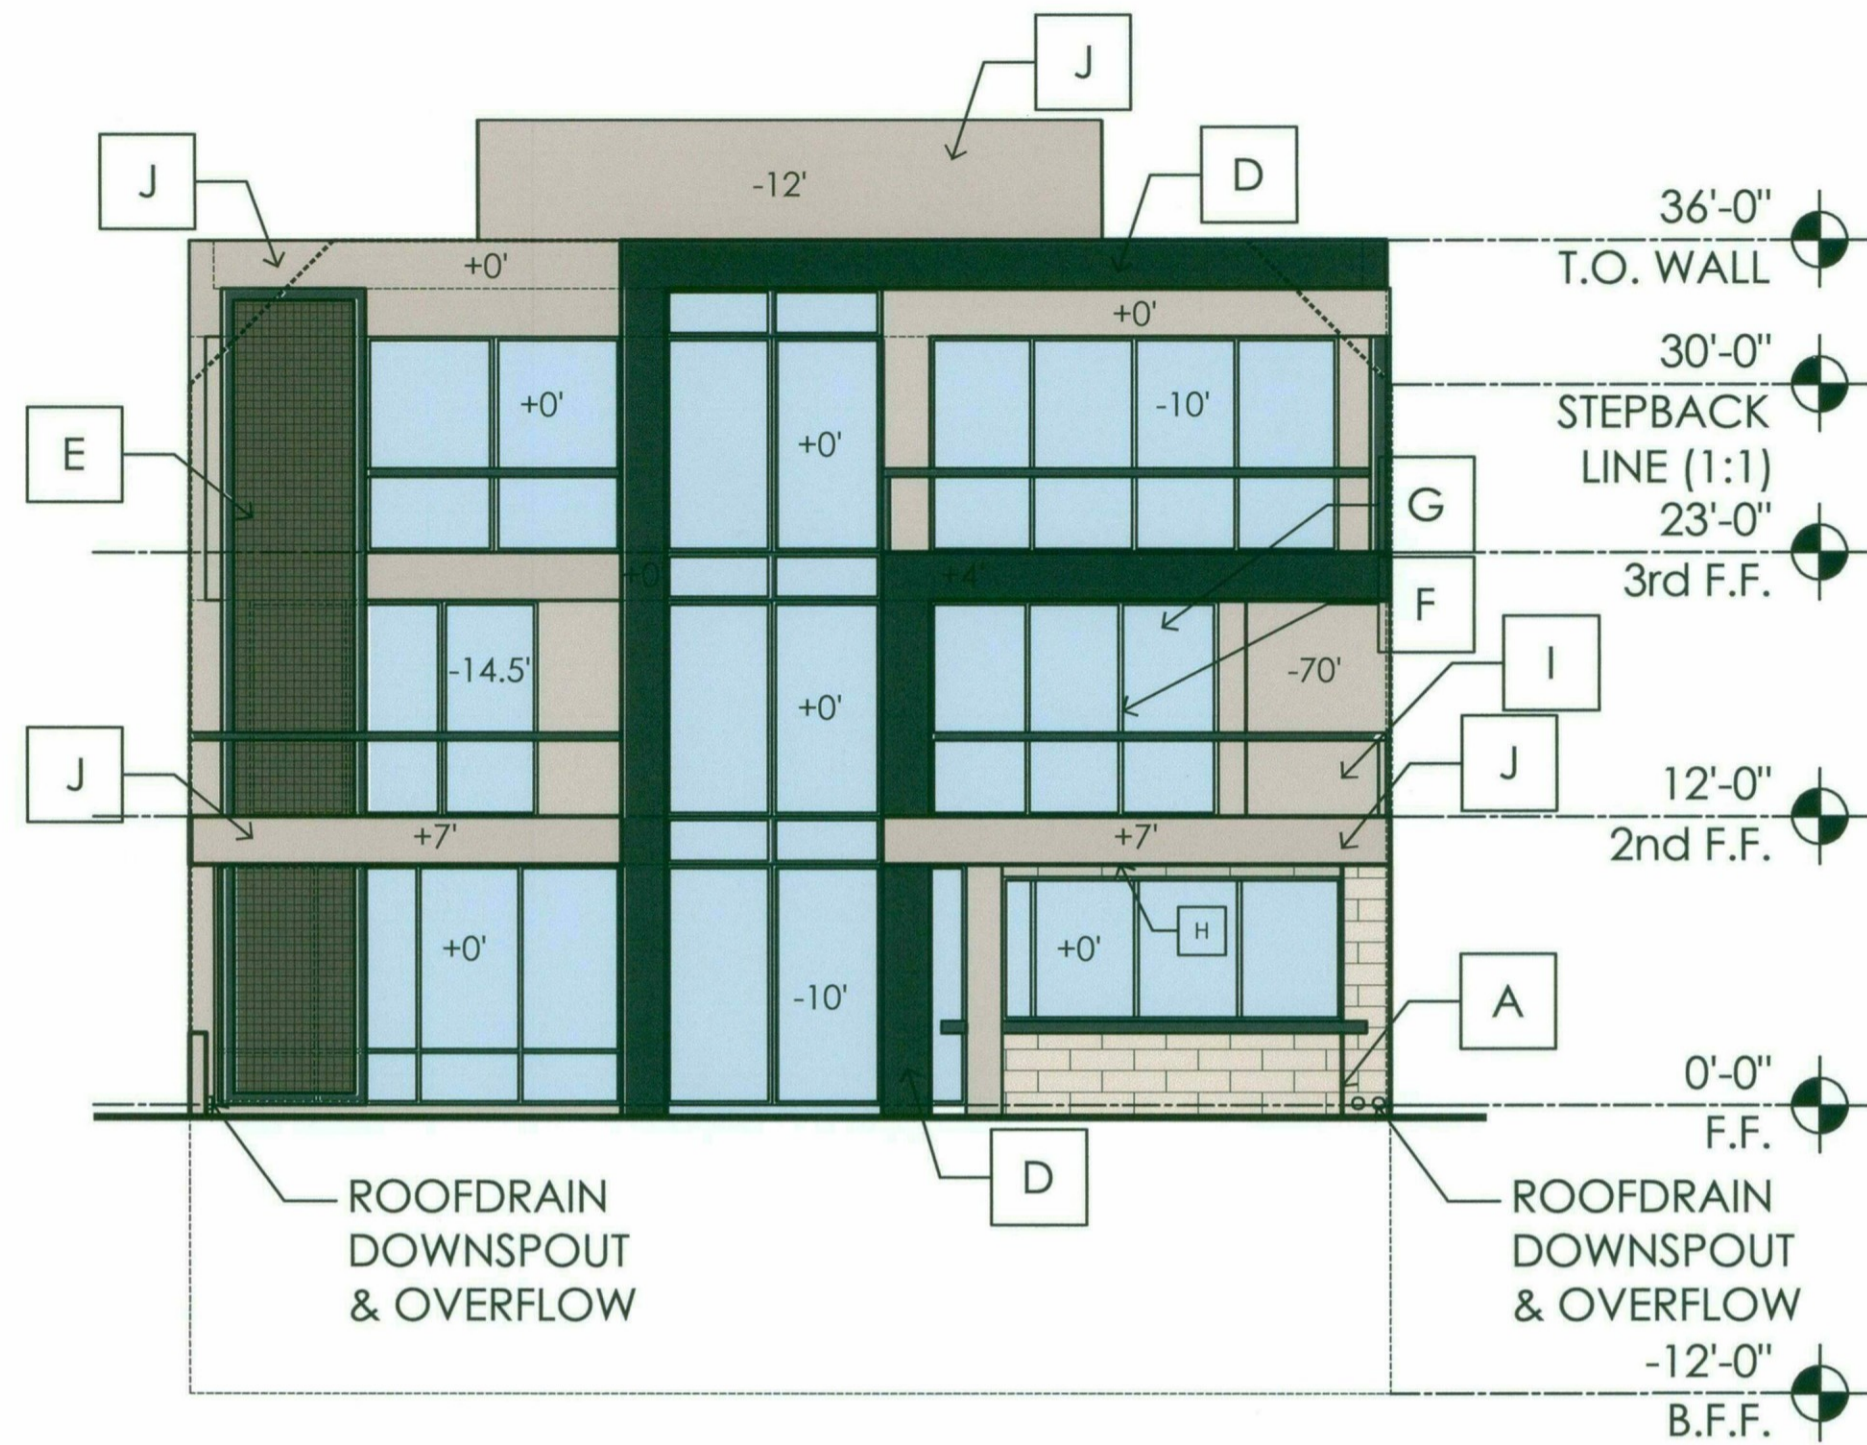 J
J
-12'
D
36'-0"
+0'
T.O. WALL
+0'
30'-0"
+0'
-10'
STEPBACK
+0'
E
LINE (1:1)
G
23'-0"
+0'
+4'
3rd F.F.
F
-14.5'
-70'
I
+0'
J
J
12'-0"
+7'
+7'
2nd F.F.
H
+0'
+0'
-10'
A
0'-0"
F.F.
D
ROOFDRAIN
DOWNSPOUT
& OVERFLOW
ROOFDRAIN
DOWNSPOUT
& OVERFLOW
-12'-0"
B.F.F.